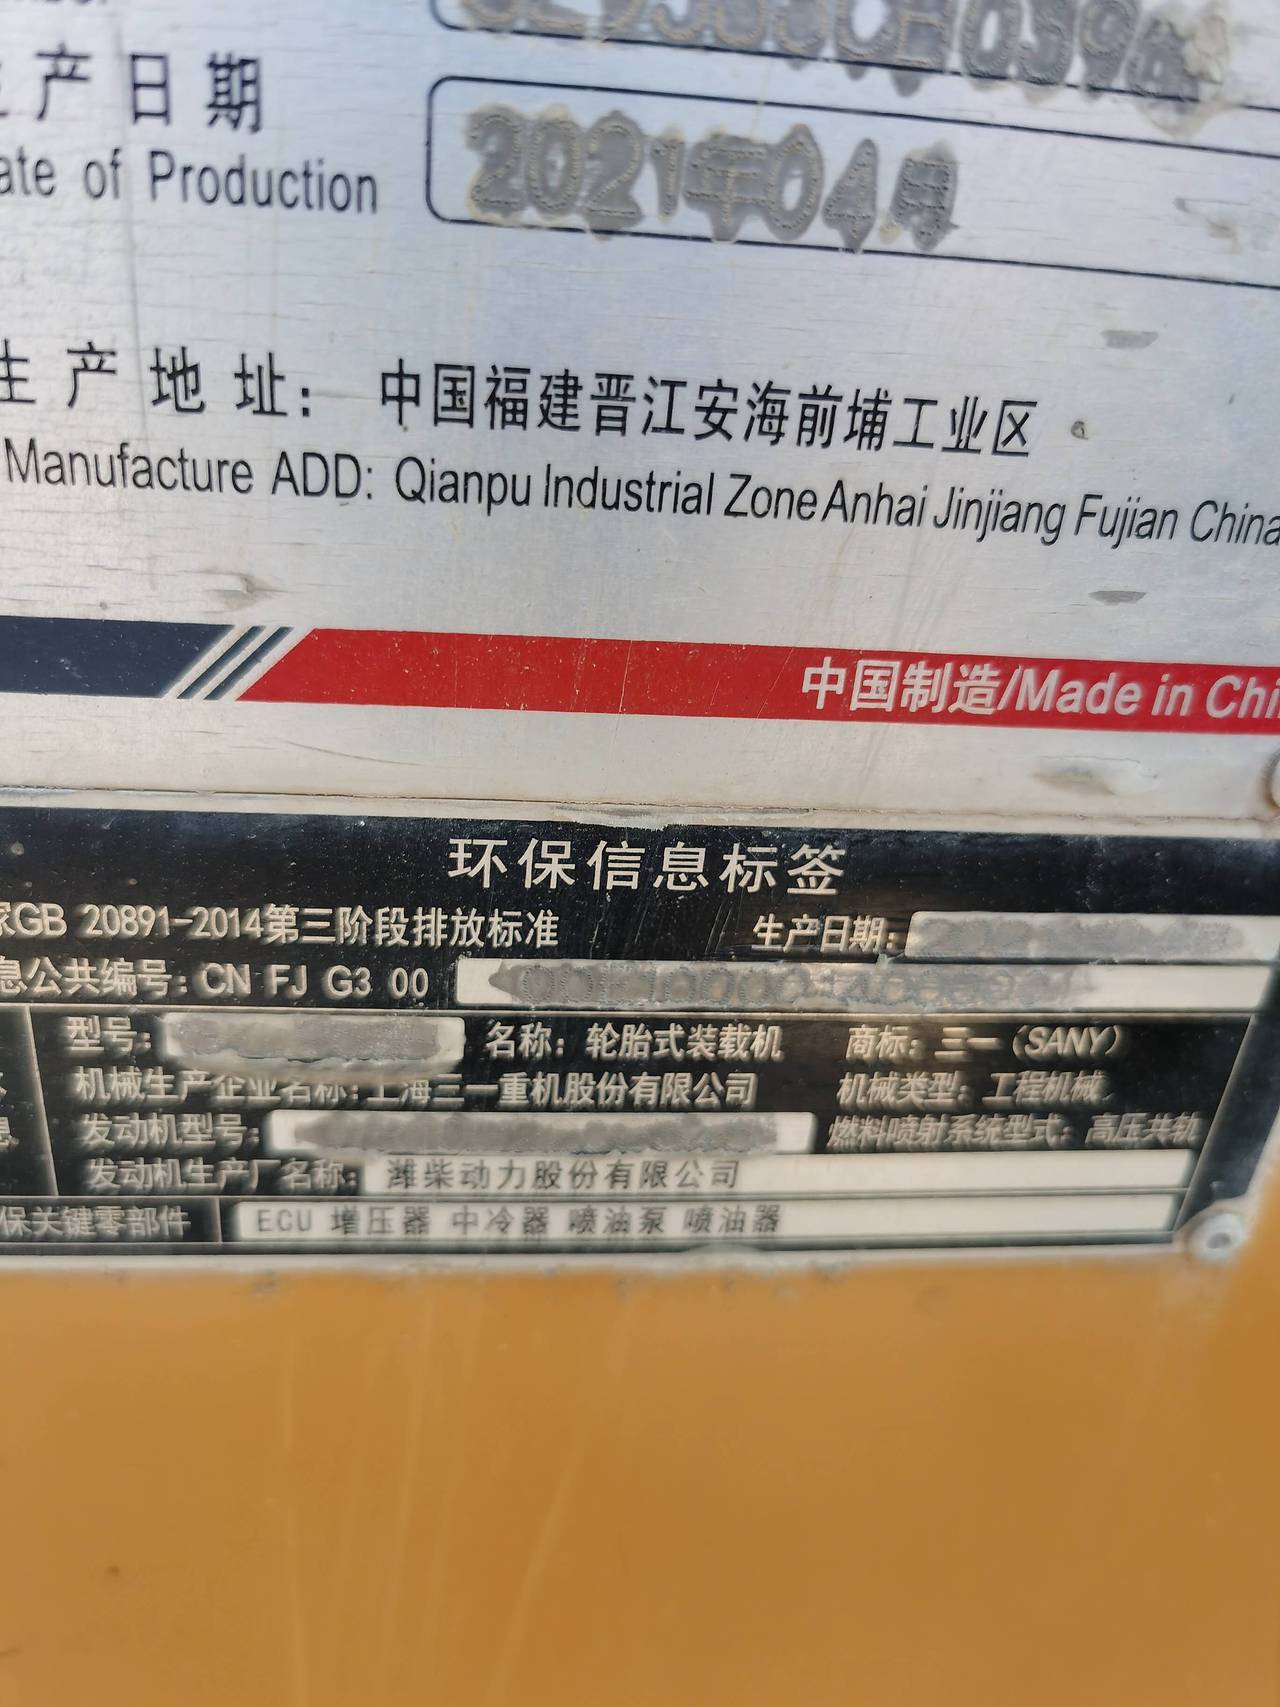 产日期
2021年04月
ate of Production
生产地址：中国福建晋江安海前埔工业区
Manufacture ADD: Qianpu Industrial Zone Anhai Jinjiang Fujian China
中国制造/Made in Chi
环保信息标签
家GB 20891-2014第三阶段排放标准 生产日期：
息公共编号：CN FJ G3 00
型号： 名称：轮胎式装载机 商标：三一（SANY）
机械生产企业名称：上海三一重机股份有限公司 机械类型：工程机械
发动机型号： 燃料喷射系统型式：高压共轨
发动机生产厂名称：潍柴动力股份有限公司
保关键零部件 ECU 增压器 中冷器 喷油泵 喷油器